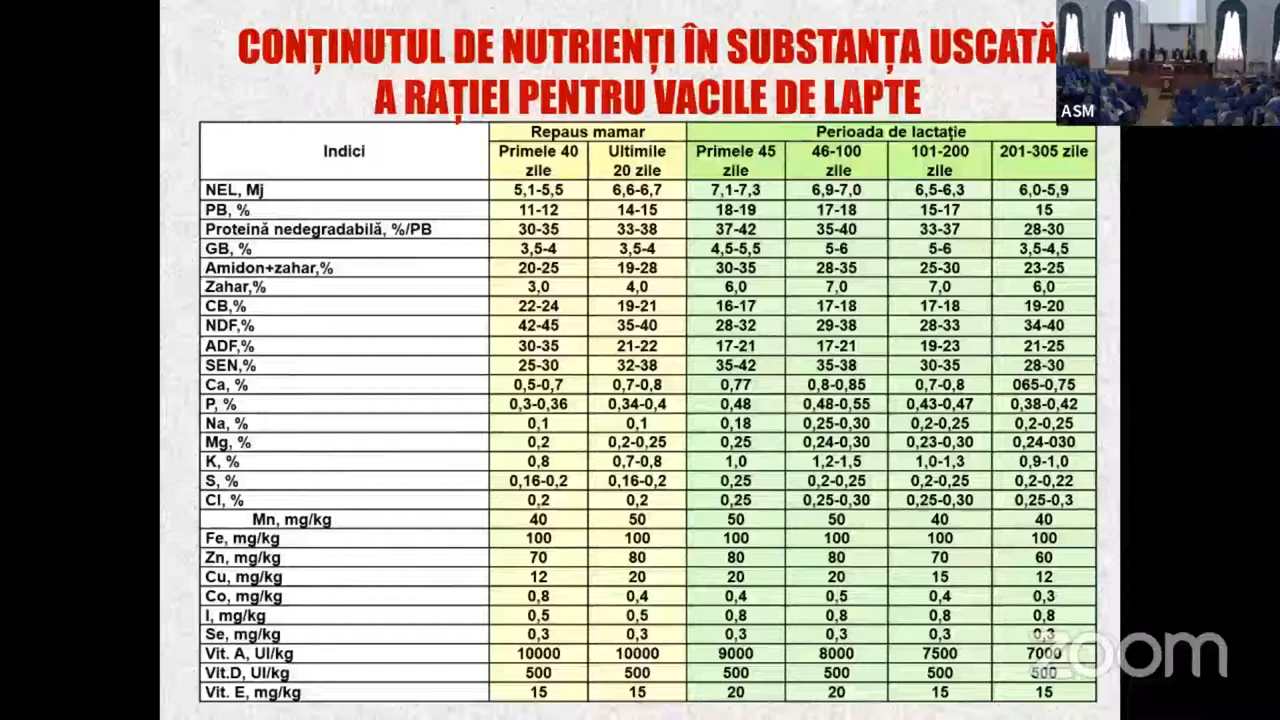 CONȚINUTUL DE NUTRIENȚI ÎN SUBSTANȚA USCATĂ
A RAȚIEI PENTRU VACILE DE LAPTE
ASM
Indici Repaus mamar Perioada de lactație
Primele 40 zile Ultimile 20 zile Primele 45 zile 46-100 zile 101-200 zile 201-305 zile
NEL, Mj 5,1-5,5 6,6-6,7 7,1-7,3 6,9-7,0 6,5-6,3 6,0-5,9
PB, % 11-12 14-15 18-19 17-18 15-17 15
Proteină nedegradabilă, %/PB 30-35 33-38 37-42 35-40 33-37 28-30
GB, % 3,5-4 3,5-4 4,5-5,5 5-6 5-6 3,5-4,5
Amidon+zahar,% 20-25 19-28 30-35 28-35 25-30 23-25
Zahar,% 3,0 4,0 6,0 7,0 7,0 6,0
CB,% 22-24 19-21 16-17 17-18 17-18 19-20
NDF,% 42-45 35-40 28-32 29-38 28-33 34-40
ADF,% 30-35 21-22 17-21 17-21 19-23 21-25
SEN,% 25-30 32-38 35-42 35-38 30-35 28-30
Ca, % 0,5-0,7 0,7-0,8 0,77 0,8-0,85 0,7-0,8 065-0,75
P, % 0,3-0,36 0,34-0,4 0,48 0,48-0,55 0,43-0,47 0,38-0,42
Na, % 0,1 0,1 0,18 0,25-0,30 0,2-0,25 0,2-0,25
Mg, % 0,2 0,2-0,25 0,25 0,24-0,30 0,23-0,30 0,24-030
K, % 0,8 0,7-0,8 1,0 1,2-1,5 1,0-1,3 0,9-1,0
S, % 0,16-0,2 0,16-0,2 0,25 0,2-0,25 0,2-0,25 0,2-0,22
Cl, % 0,2 0,2 0,25 0,25-0,30 0,25-0,30 0,25-0,3
Mn, mg/kg 40 50 50 50 40 40
Fe, mg/kg 100 100 100 100 100 100
Zn, mg/kg 70 80 80 80 70 60
Cu, mg/kg 12 20 20 20 15 12
Co, mg/kg 0,8 0,4 0,4 0,5 0,4 0,3
I, mg/kg 0,5 0,5 0,8 0,8 0,8 0,8
Se, mg/kg 0,3 0,3 0,3 0,3 0,3 0,3
Vit. A, UI/kg 10000 10000 9000 8000 7500 7000
Vit.D, UI/kg 500 500 500 500 500 500
Vit. E, mg/kg 15 15 20 20 15 15
zoom